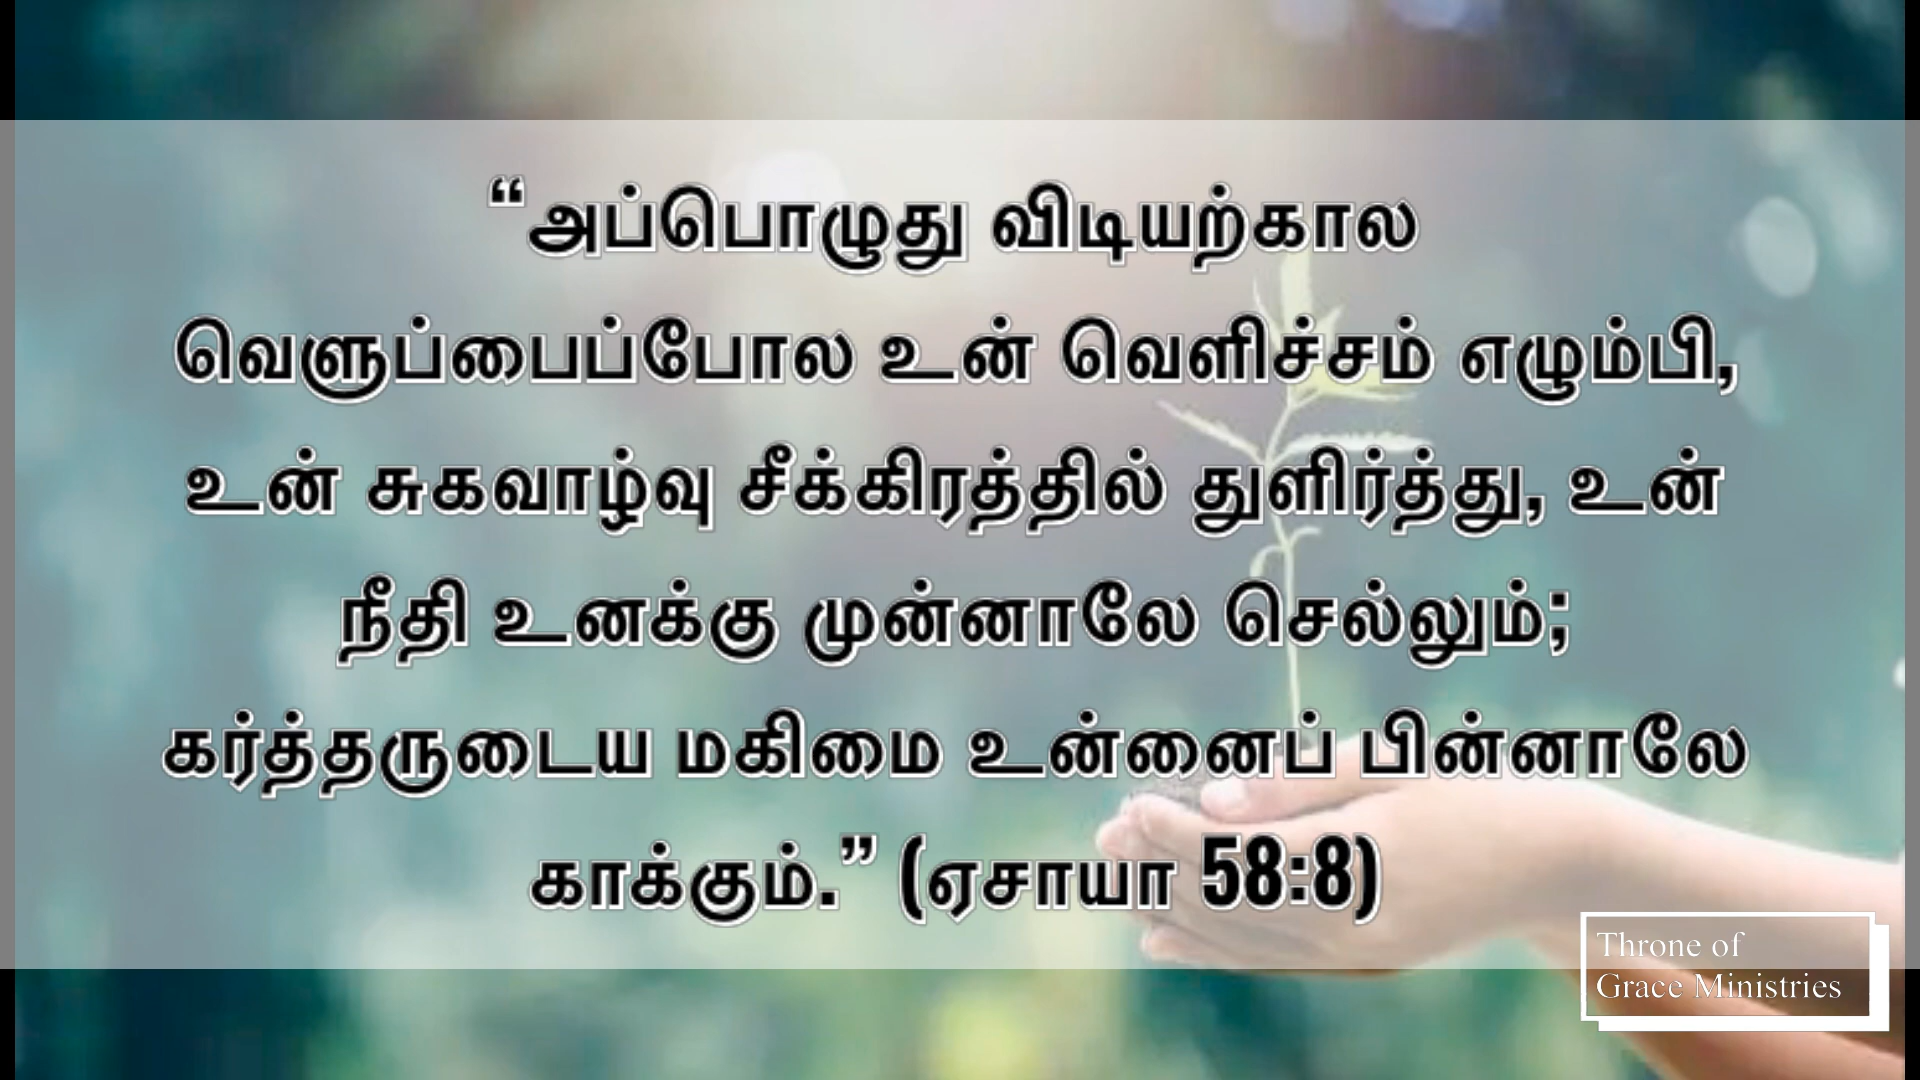 “அப்பொழுது விடியற்கால
வெளுப்பைப்போல உன் வெளிச்சம் எழும்பி,
உன் சுகவாழ்வு சீக்கிரத்தில் துளிர்த்து, உன்
நீதி உனக்கு முன்னாலே செல்லும்;
கர்த்தருடைய மகிமை உன்னைப் பின்னாலே
காக்கும்.” (ஏசாயா 58:8)
Throne of
Grace Ministries